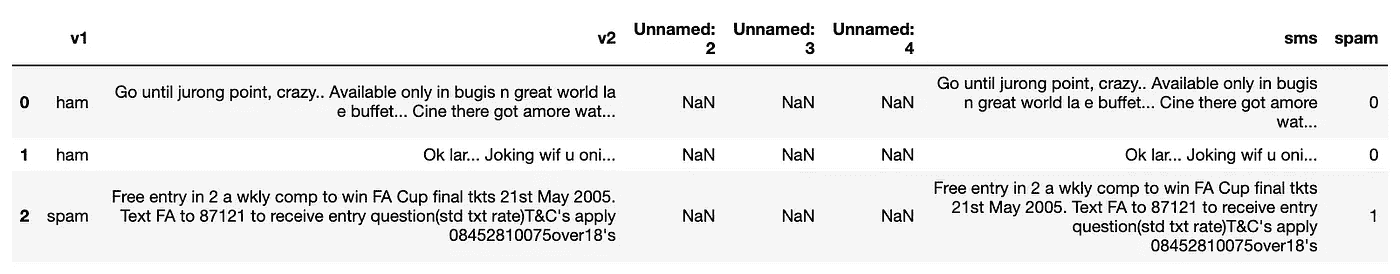 v1 v2 Unnamed: 2 Unnamed: 3 Unnamed: 4 sms spam
0 ham Go until jurong point, crazy.. Available only in bugis n great world la
e buffet... Cine there got amore wat... NaN NaN NaN Go until jurong point, crazy.. Available only in bugis
n great world la e buffet... Cine there got amore
wat... 0
1 ham Ok lar... Joking wif u oni... NaN NaN NaN Ok lar... Joking wif u oni... 0
2 spam Free entry in 2 a wkly comp to win FA Cup final tkts 21st May 2005.
Text FA to 87121 to receive entry question(std txt rate)T&C's apply
08452810075over18's NaN NaN NaN Free entry in 2 a wkly comp to win FA Cup final tkts
21st May 2005. Text FA to 87121 to receive entry
question(std txt rate)T&C's apply
08452810075over18's 1